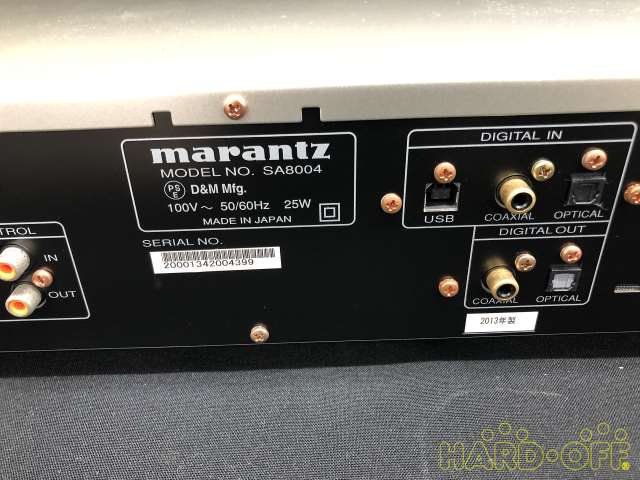 marantz
MODEL NO. SA8004
PS
E
D&M Mfg.
100V ~ 50/60Hz 25W
MADE IN JAPAN
SERIAL NO.
20001342004399
TROL
IN
OUT
DIGITAL IN
USB
COAXIAL
OPTICAL
DIGITAL OUT
COAXIAL
OPTICAL
2013年製
HARD-OFF®